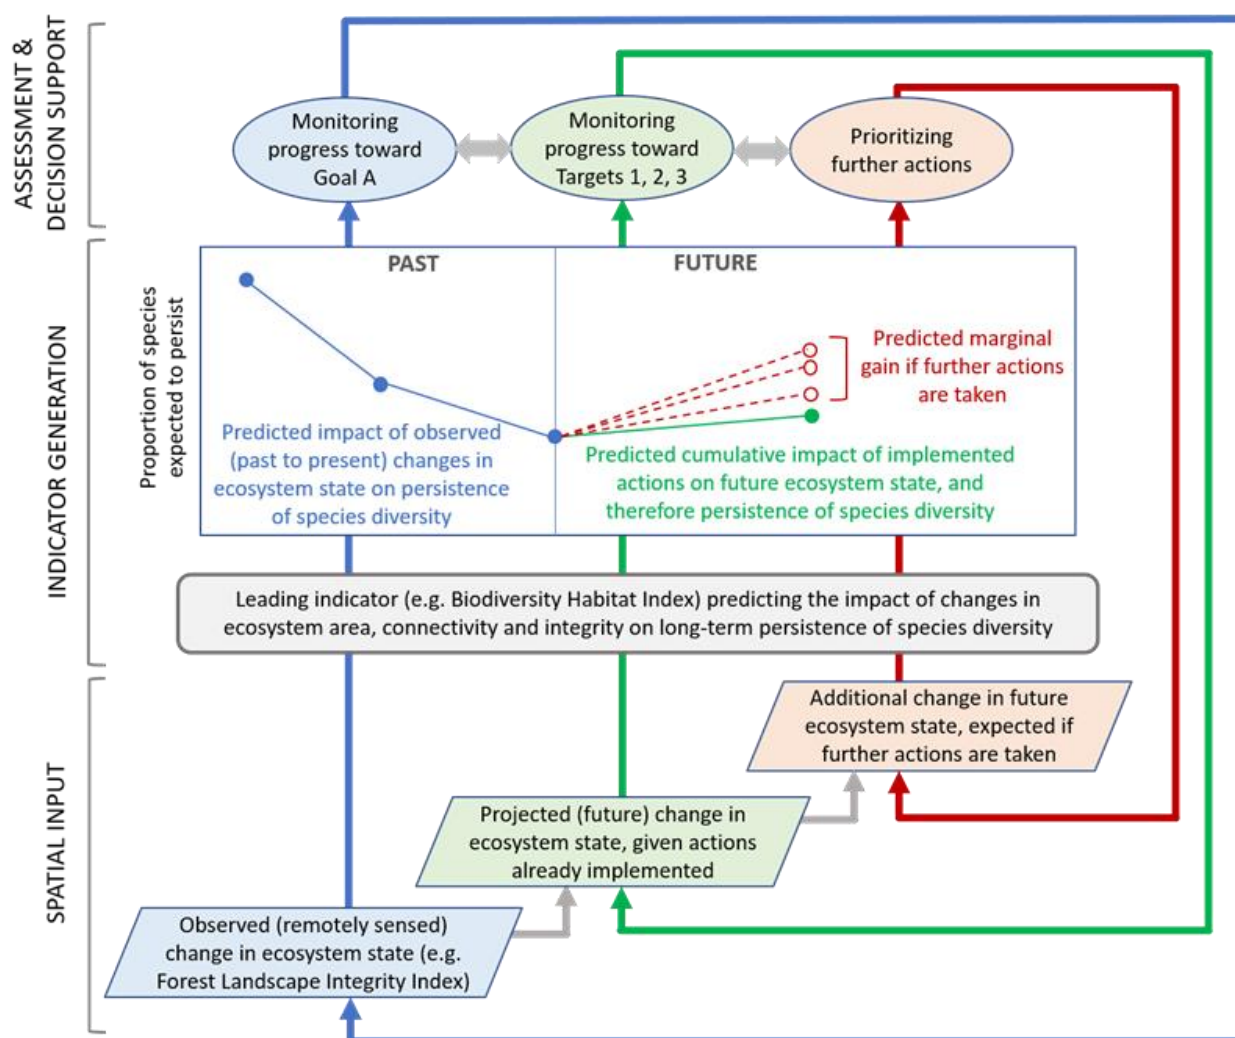 ASSESSMENT &
DECISION SUPPORT
Monitoring
progress toward
Goal A
Monitoring
progress toward
Targets 1, 2, 3
Prioritizing
further actions
INDICATOR GENERATION
Proportion of species
expected to persist
PAST
FUTURE
Predicted impact of observed
(past to present) changes in
ecosystem state on persistence
of species diversity
Predicted marginal
gain if further actions
are taken
Predicted cumulative impact of implemented
actions on future ecosystem state, and
therefore persistence of species diversity
Leading indicator (e.g. Biodiversity Habitat Index) predicting the impact of changes in
ecosystem area, connectivity and integrity on long-term persistence of species diversity
SPATIAL INPUT
Additional change in future
ecosystem state, expected if
further actions are taken
Projected (future) change in
ecosystem state, given actions
already implemented
Observed (remotely sensed)
change in ecosystem state (e.g.
Forest Landscape Integrity Index)